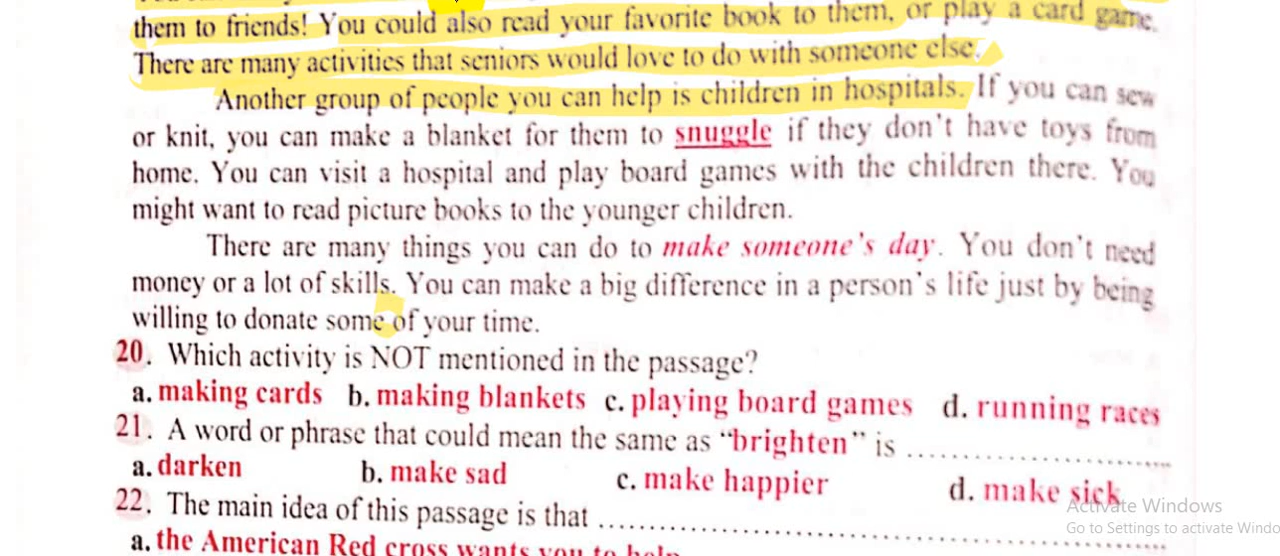 them to friends! You could also read your favorite book to them, or play a card game.
There are many activities that seniors would love to do with someone else.
Another group of people you can help is children in hospitals. If you can sew
or knit, you can make a blanket for them to snuggle if they don't have toys from
home. You can visit a hospital and play board games with the children there. You
might want to read picture books to the younger children.
There are many things you can do to make someone's day. You don't need
money or a lot of skills. You can make a big difference in a person's life just by being
willing to donate some of your time.
20. Which activity is NOT mentioned in the passage?
a. making cards b. making blankets c. playing board games d. running races
21. A word or phrase that could mean the same as "brighten" is ....................
a. darken b. make sad c. make happier d. make sick
22. The main idea of this passage is that ....................
a. the American Red cross wants you to help
Activate Windows
Go to Settings to activate Windo